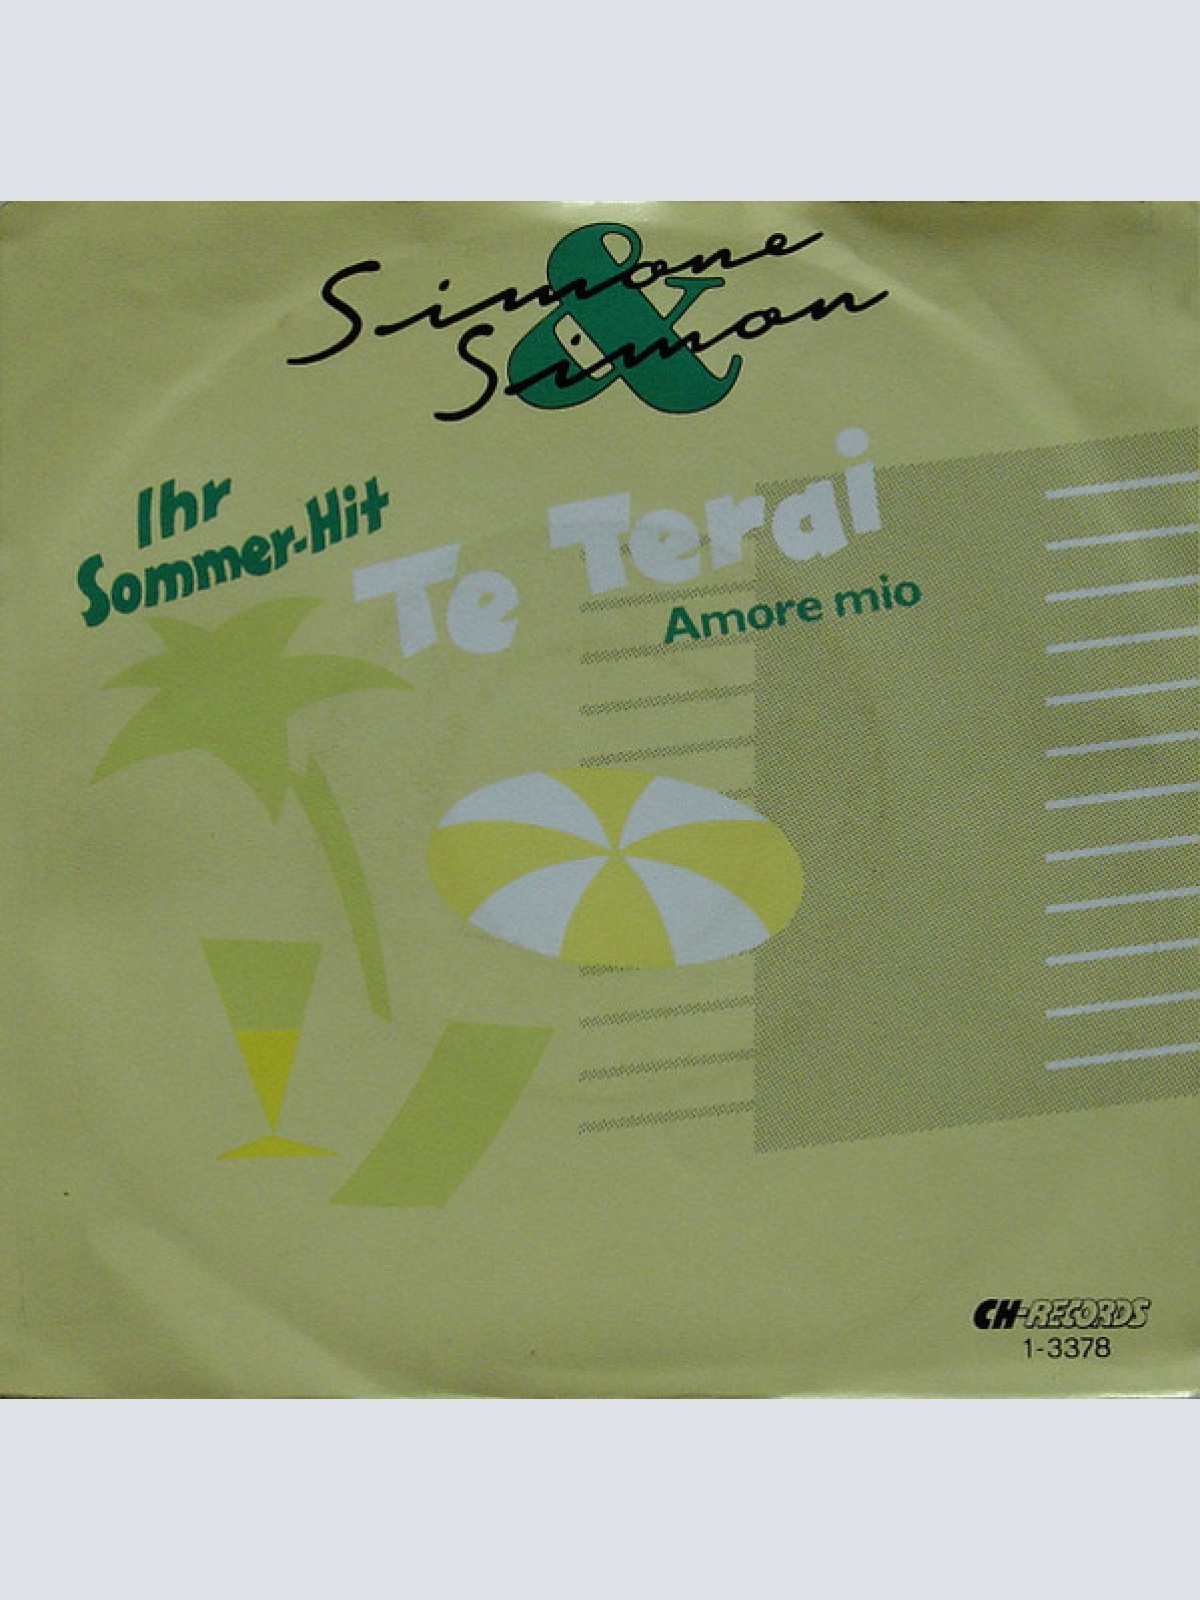 Simone
&
Simon
Ihr
Sommer-Hit
Te Terai
Amore mio
CH-RECORDS
1-3378